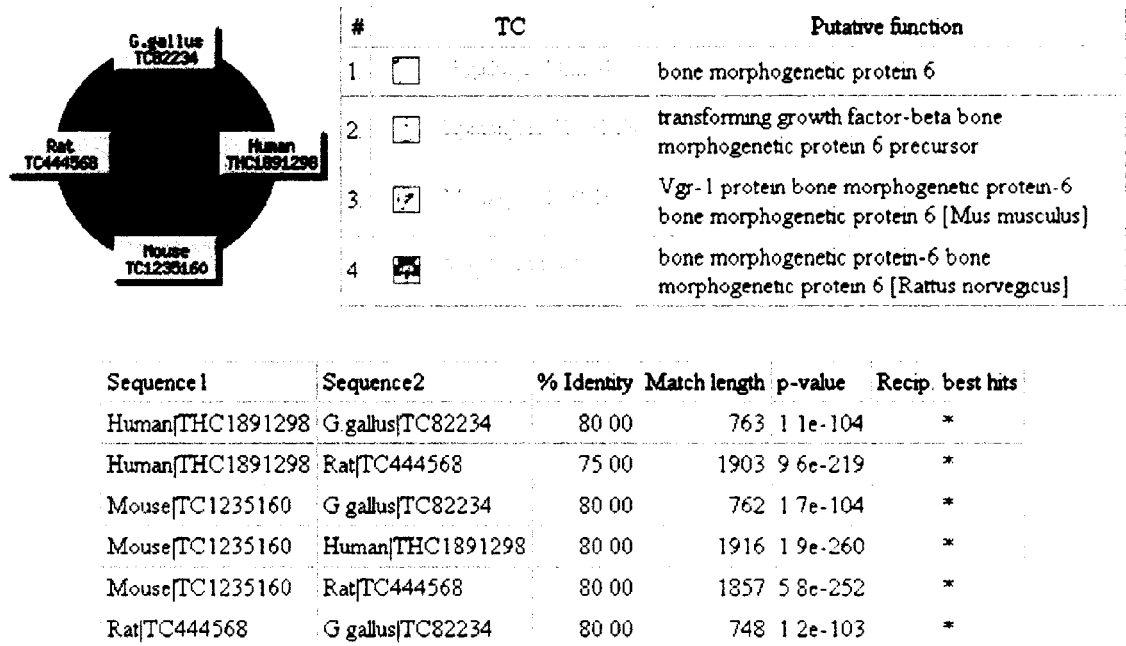 G.gallus
TC82234
Rat
TC444568
Human
THC1891298
Mouse
TC1235160
# TC Putative function
1 bone morphogenetic protein 6
2 transforming growth factor-beta bone
morphogenetic protein 6 precursor
3 Vgr-1 protein bone morphogenetic protein-6
bone morphogenetic protein 6 [Mus musculus]
4 bone morphogenetic protein-6 bone
morphogenetic protein 6 [Rattus norvegicus]
Sequence1 Sequence2 % Identity Match length p-value Recip. best hits
Human|THC1891298 G.gallus|TC82234 80 00 763 1 1e-104 *
Human|THC1891298 Rat|TC444568 75 00 1903 9 6e-219 *
Mouse|TC1235160 G gallus|TC82234 80 00 762 1 7e-104 *
Mouse|TC1235160 Human|THC1891298 80 00 1916 1 9e-260 *
Mouse|TC1235160 Rat|TC444568 80 00 1857 5 8e-252 *
Rat|TC444568 G gallus|TC82234 80 00 748 1 2e-103 *